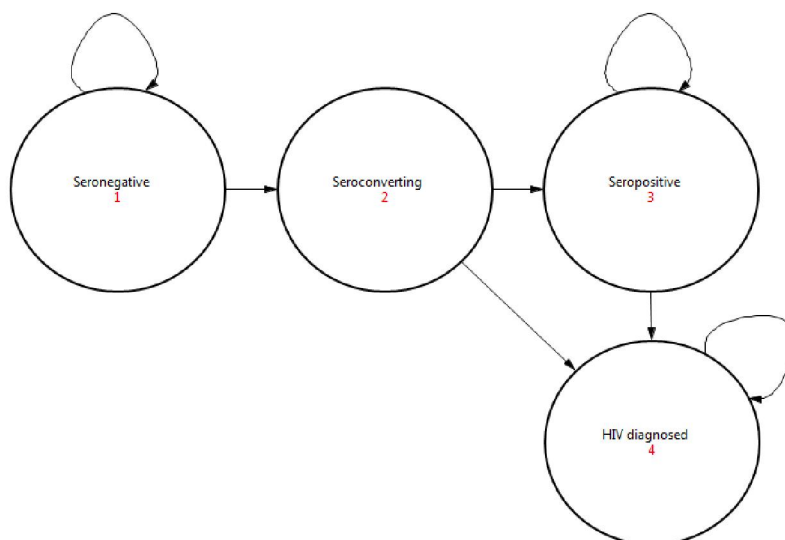 Seronegative
1
Seroconverting
2
Seropositive
3
HIV diagnosed
4